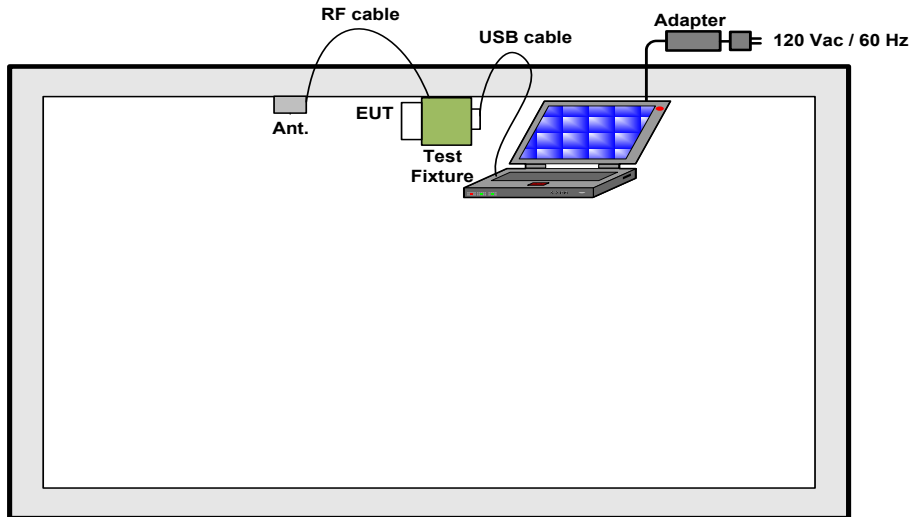 RF cable
Adapter
USB cable
120 Vac / 60 Hz
EUT
Ant.
Test
Fixture